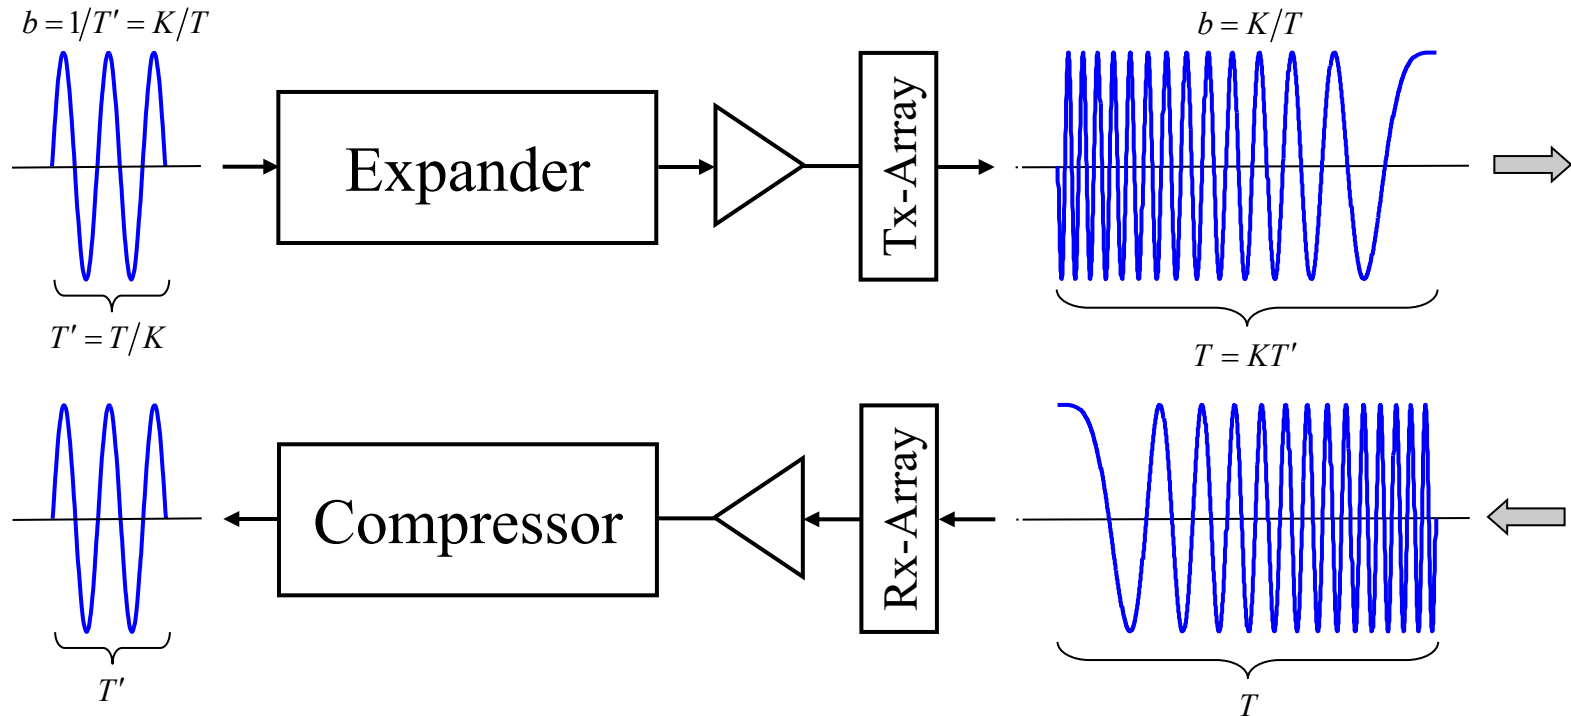 b = 1/T′ = K/T
b = K/T
Expander
Tx-Array
T′ = T/K
T = KT′
Compressor
Rx-Array
T′
T